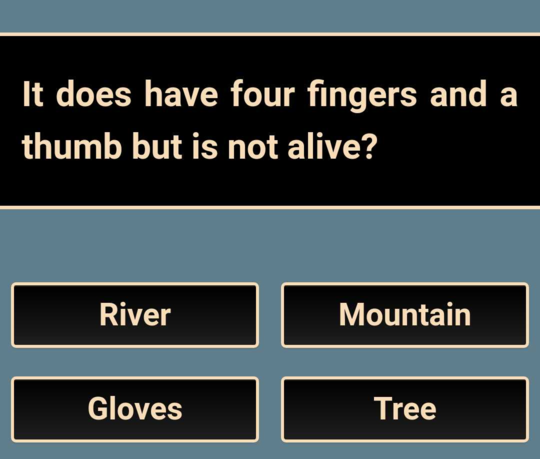 It does have four fingers and a
thumb but is not alive?
River
Mountain
Gloves
Tree